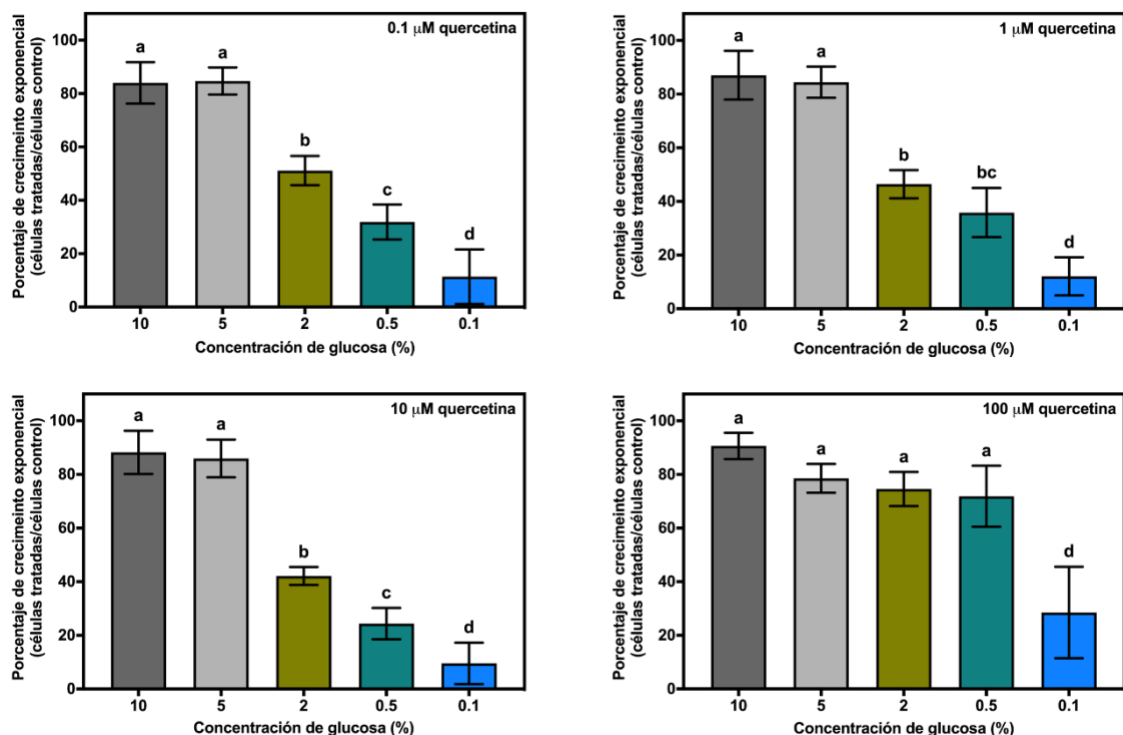 0.1 μM quercetina
Porcentaje de crecimeinto exponencial
(células tratadas/células control)
100
80
60
40
20
0
a
a
b
c
d
10
5
2
0.5
0.1
Concentración de glucosa (%)
1 μM quercetina
Porcentaje de crecimeinto exponencial
(células tratadas/células control)
100
80
60
40
20
0
a
a
b
bc
d
10
5
2
0.5
0.1
Concentración de glucosa (%)
10 μM quercetina
Porcentaje de crecimeinto exponencial
(células tratadas/células control)
100
80
60
40
20
0
a
a
b
c
d
10
5
2
0.5
0.1
Concentración de glucosa (%)
100 μM quercetina
Porcentaje de crecimeinto exponencial
(células tratadas/células control)
100
80
60
40
20
0
a
a
a
a
d
10
5
2
0.5
0.1
Concentración de glucosa (%)